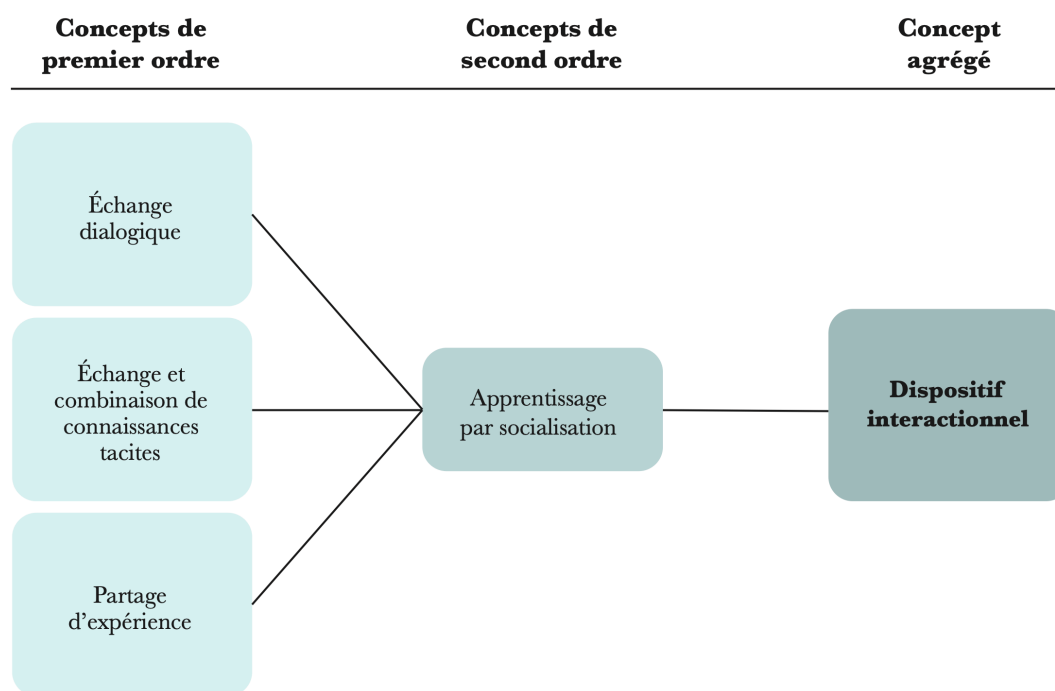 Concepts de
premier ordre
Concepts de
second ordre
Concept
agrégé
Échange
dialogique
Échange et
combinaison de
connaissances
tacites
Partage
d’expérience
Apprentissage
par socialisation
Dispositif
interactionnel